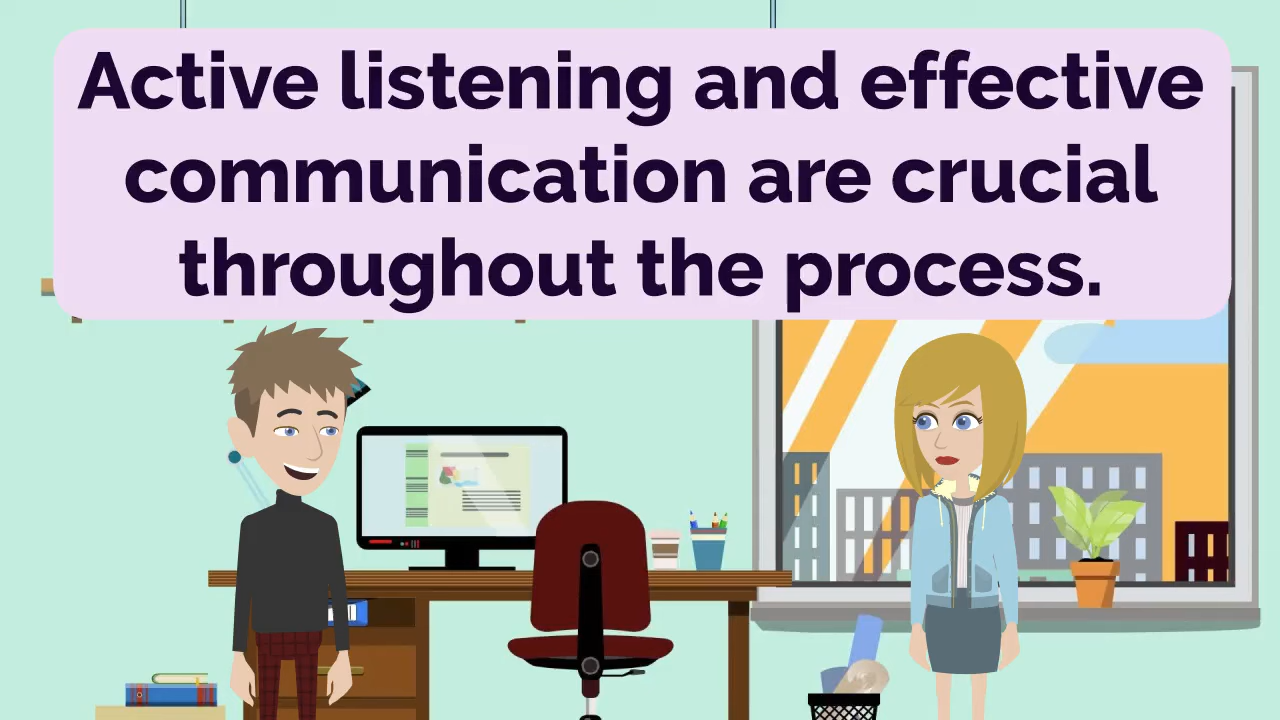 Active listening and effective
communication are crucial
throughout the process.